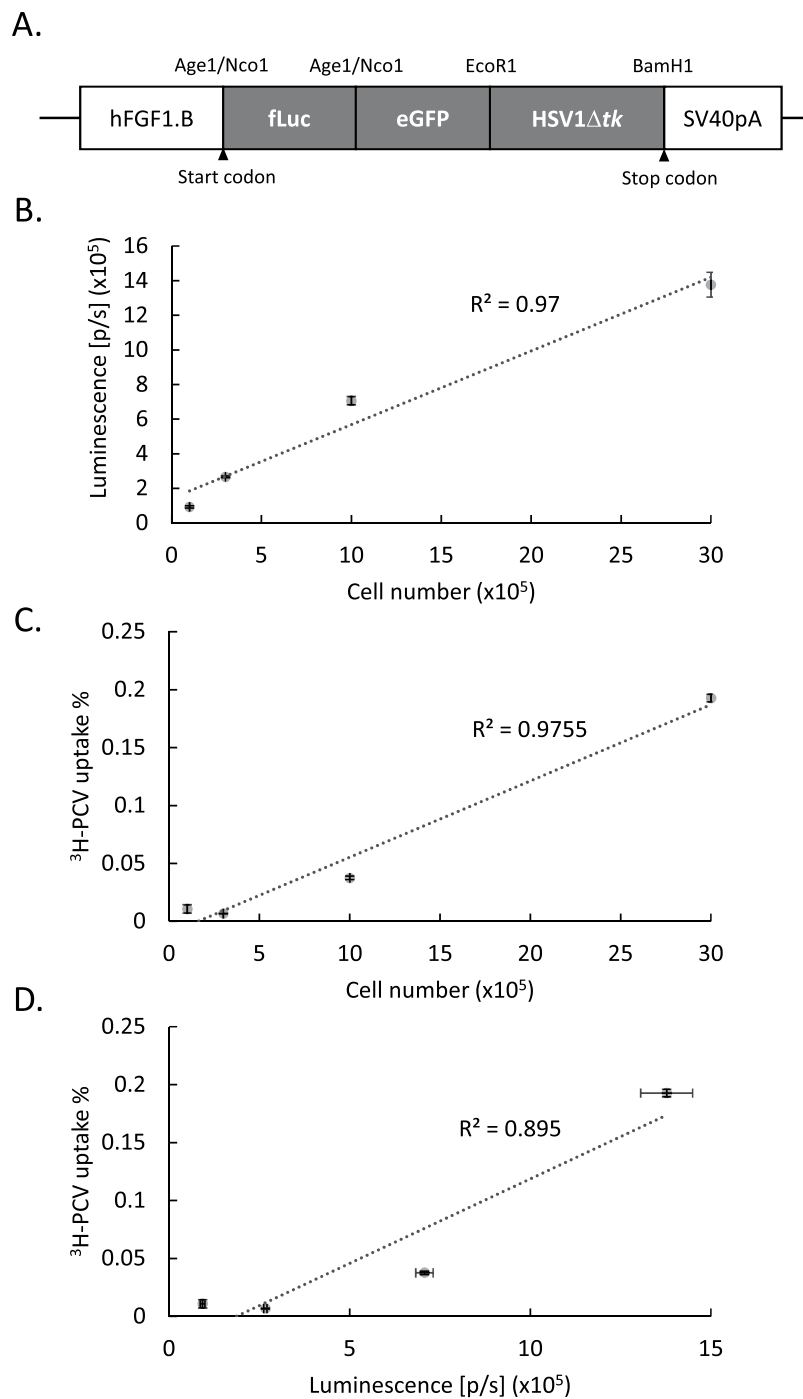 A.
Age1/Nco1 Age1/Nco1 EcoR1 BamH1
hFGF1.B fLuc eGFP HSV1Δtk SV40pA
Start codon Stop codon
B.
Luminescence [p/s] (x10⁵)
16
14
12
10
8
6
4
2
0
R² = 0.97
0 5 10 15 20 25 30
Cell number (x10⁵)
C.
³H-PCV uptake %
0.25
0.2
0.15
0.1
0.05
0
R² = 0.9755
0 5 10 15 20 25 30
Cell number (x10⁵)
D.
³H-PCV uptake %
0.25
0.2
0.15
0.1
0.05
0
R² = 0.895
0 5 10 15
Luminescence [p/s] (x10⁵)